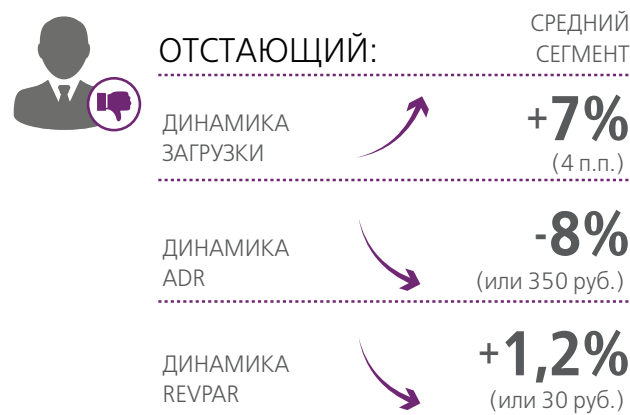 ОТСТАЮЩИЙ:
СРЕДНИЙ
СЕГМЕНТ
ДИНАМИКА
ЗАГРУЗКИ
+7%
(4 п.п.)
ДИНАМИКА
ADR
-8%
(или 350 руб.)
ДИНАМИКА
REVPAR
+1,2%
(или 30 руб.)